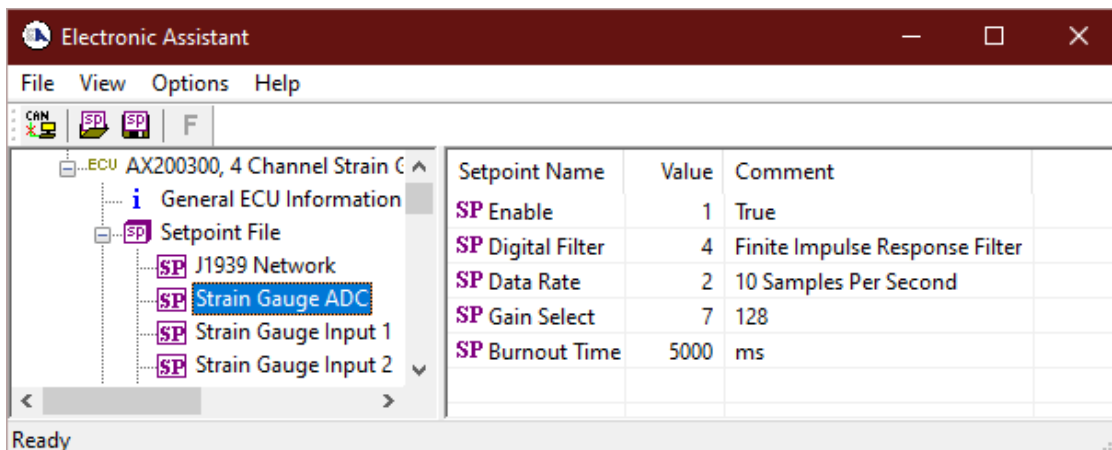 Electronic Assistant
File View Options Help
CAN SP SP F
ECU AX200300, 4 Channel Strain G
i General ECU Information
SP Setpoint File
SP J1939 Network
SP Strain Gauge ADC
SP Strain Gauge Input 1
SP Strain Gauge Input 2
Setpoint Name Value Comment
SP Enable 1 True
SP Digital Filter 4 Finite Impulse Response Filter
SP Data Rate 2 10 Samples Per Second
SP Gain Select 7 128
SP Burnout Time 5000 ms
Ready